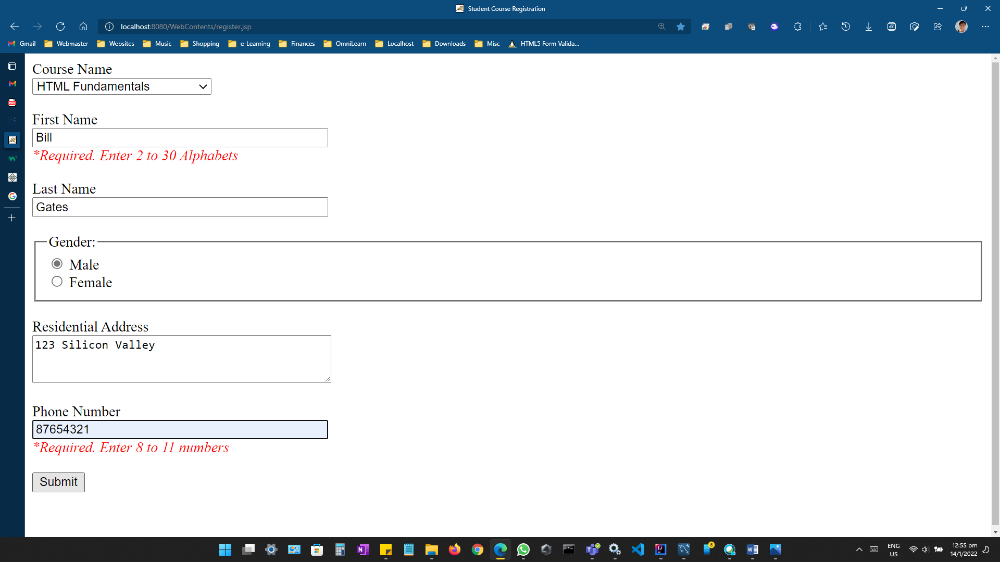 Student Course Registration
localhost:8080/WebContents/register.jsp
Gmail Webmaster Websites Music Shopping e-Learning Finances OmniLearn Localhost Downloads Misc HTML5 Form Valida...
Course Name
HTML Fundamentals
First Name
Bill
*Required. Enter 2 to 30 Alphabets
Last Name
Gates
Gender:
Male
Female
Residential Address
123 Silicon Valley
Phone Number
87654321
*Required. Enter 8 to 11 numbers
Submit
ENG
US
12:55 pm
14/1/2022